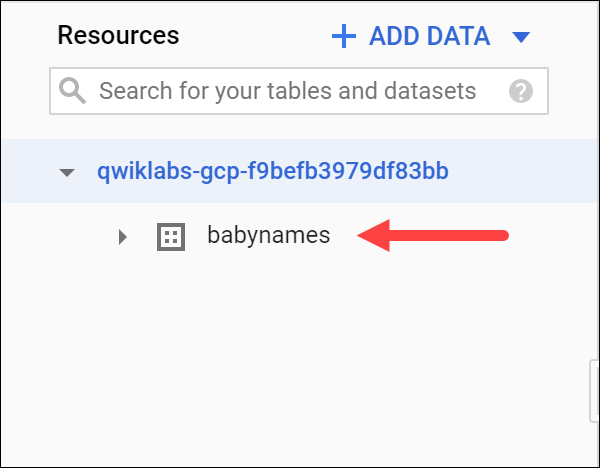 Resources
ADD DATA
Search for your tables and datasets
qwiklabs-gcp-f9befb3979df83bb
babynames